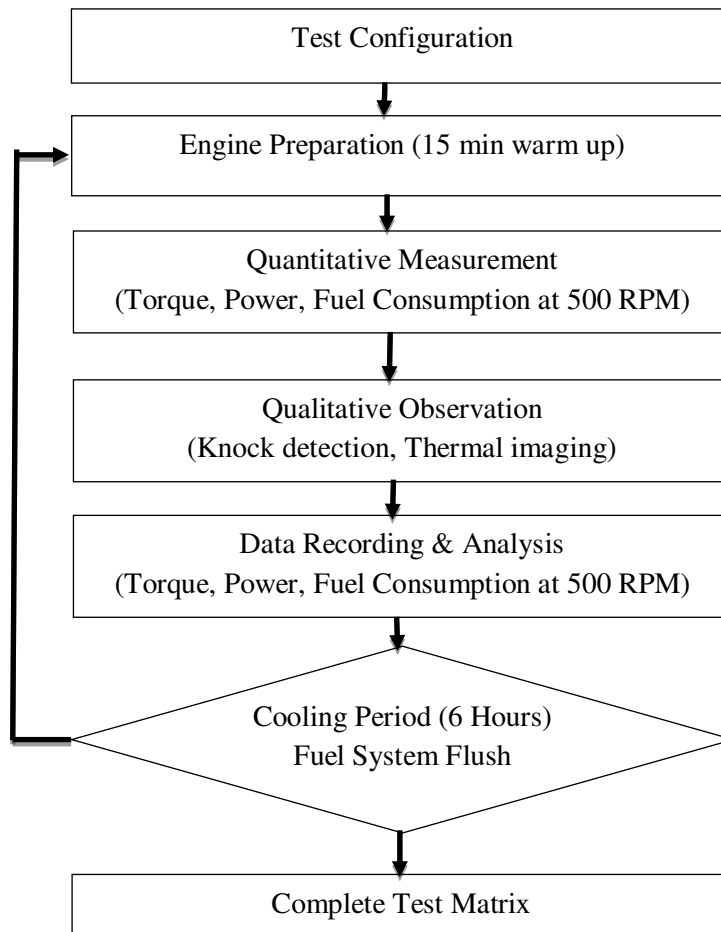 Test Configuration
Engine Preparation (15 min warm up)
Quantitative Measurement
(Torque, Power, Fuel Consumption at 500 RPM)
Qualitative Observation
(Knock detection, Thermal imaging)
Data Recording & Analysis
(Torque, Power, Fuel Consumption at 500 RPM)
Cooling Period (6 Hours)
Fuel System Flush
Complete Test Matrix